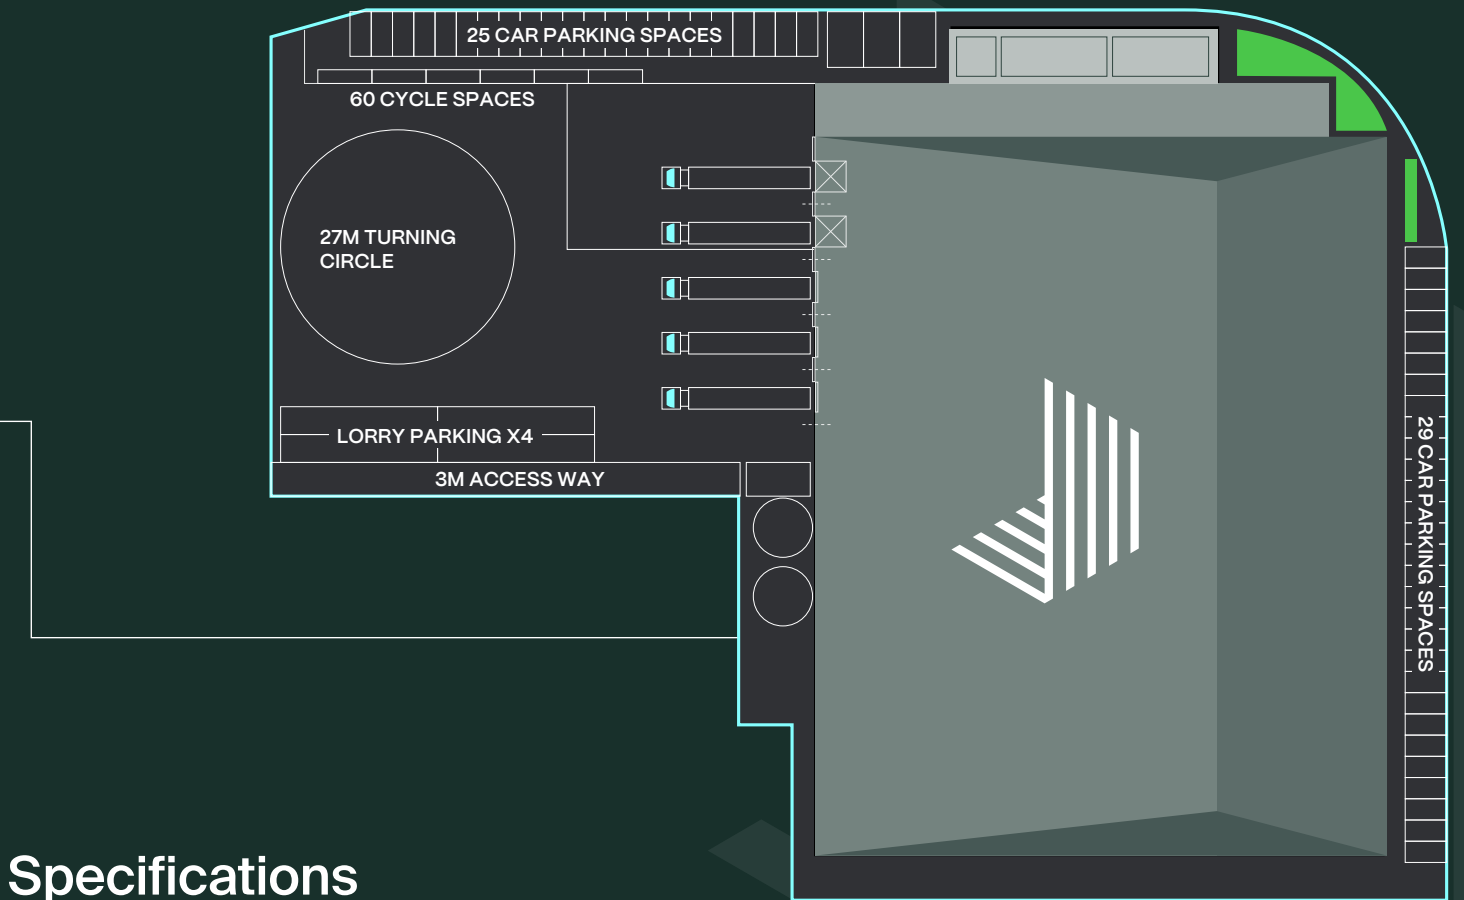 25 CAR PARKING SPACES
60 CYCLE SPACES
27M TURNING
CIRCLE
LORRY PARKING X4
3M ACCESS WAY
29 CAR PARKING SPACES
Specifications